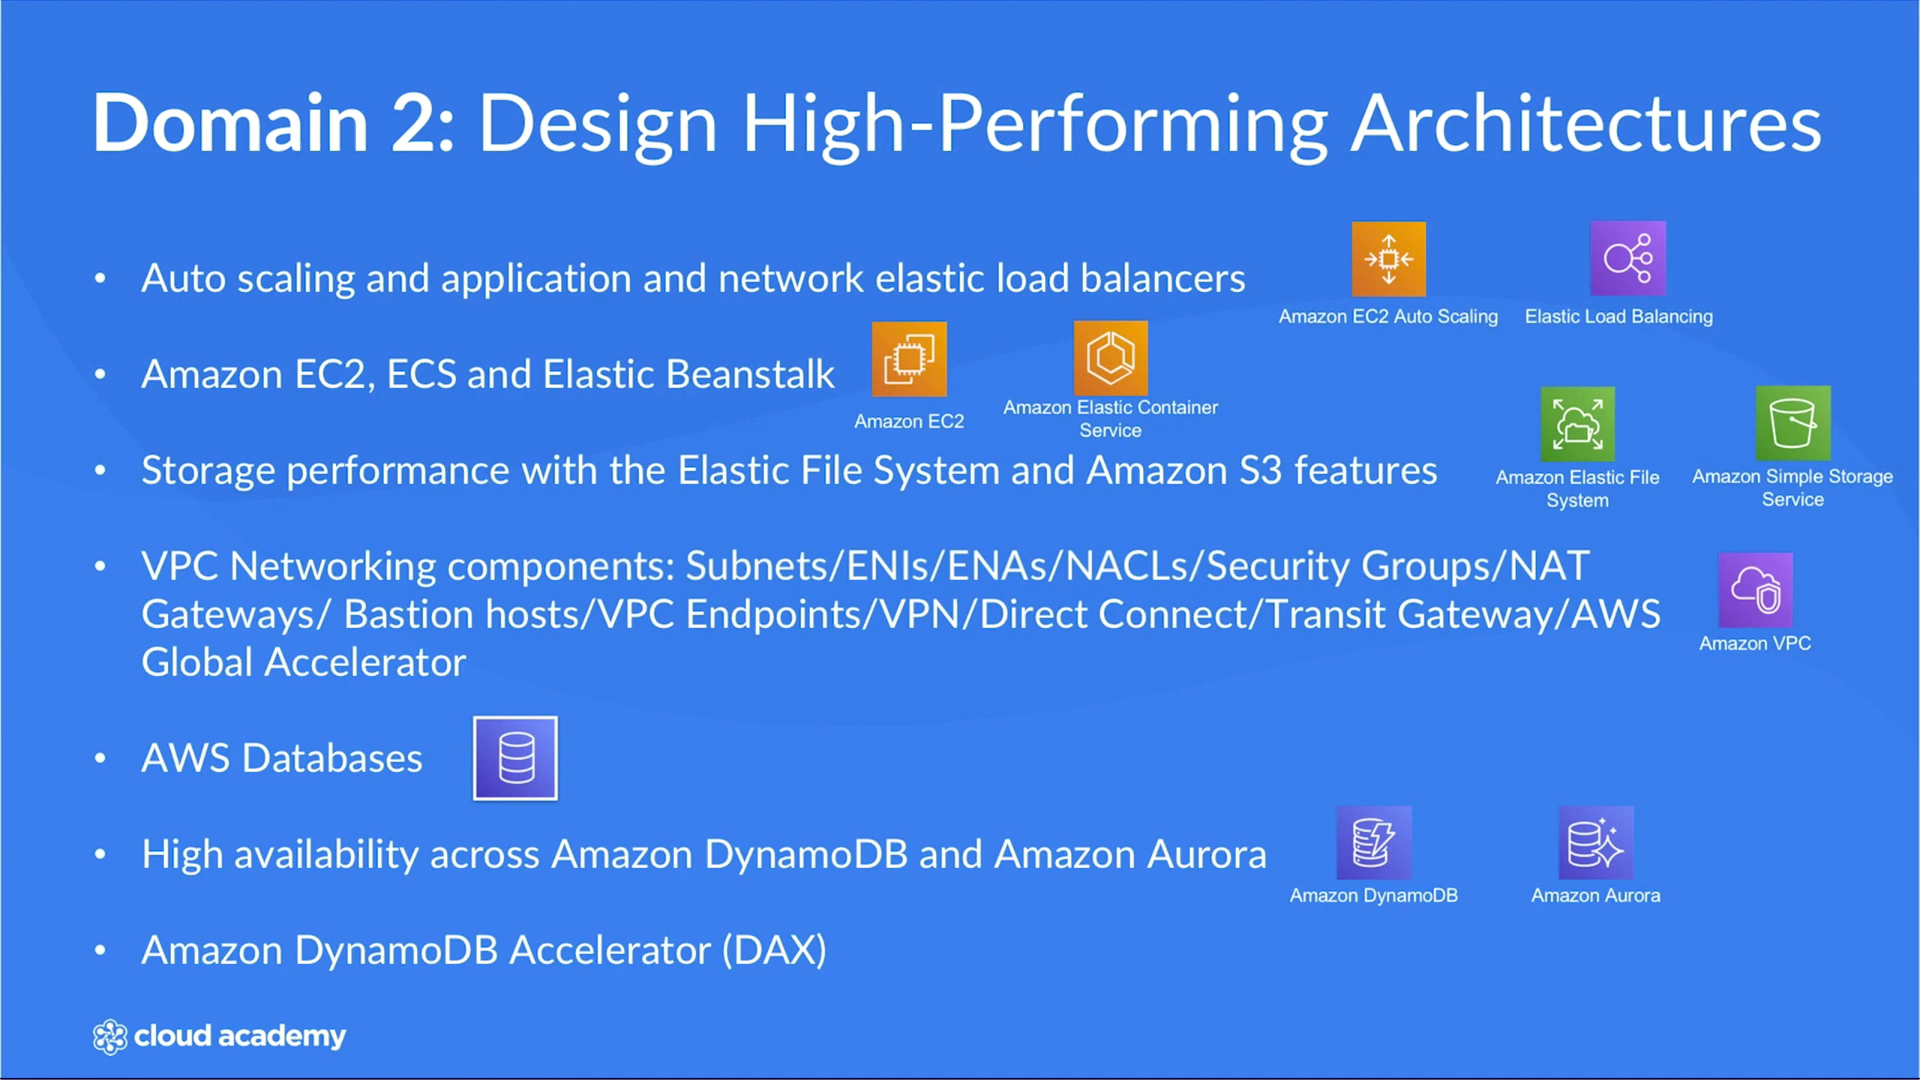 Domain 2: Design High-Performing Architectures
• Auto scaling and application and network elastic load balancers
Amazon EC2 Auto Scaling
Elastic Load Balancing
• Amazon EC2, ECS and Elastic Beanstalk
Amazon EC2
Amazon Elastic Container
Service
• Storage performance with the Elastic File System and Amazon S3 features
Amazon Elastic File
System
Amazon Simple Storage
Service
• VPC Networking components: Subnets/ENIs/ENAs/NACLs/Security Groups/NAT
Gateways/ Bastion hosts/VPC Endpoints/VPN/Direct Connect/Transit Gateway/AWS
Global Accelerator
Amazon VPC
• AWS Databases
• High availability across Amazon DynamoDB and Amazon Aurora
Amazon DynamoDB
Amazon Aurora
• Amazon DynamoDB Accelerator (DAX)
cloud academy